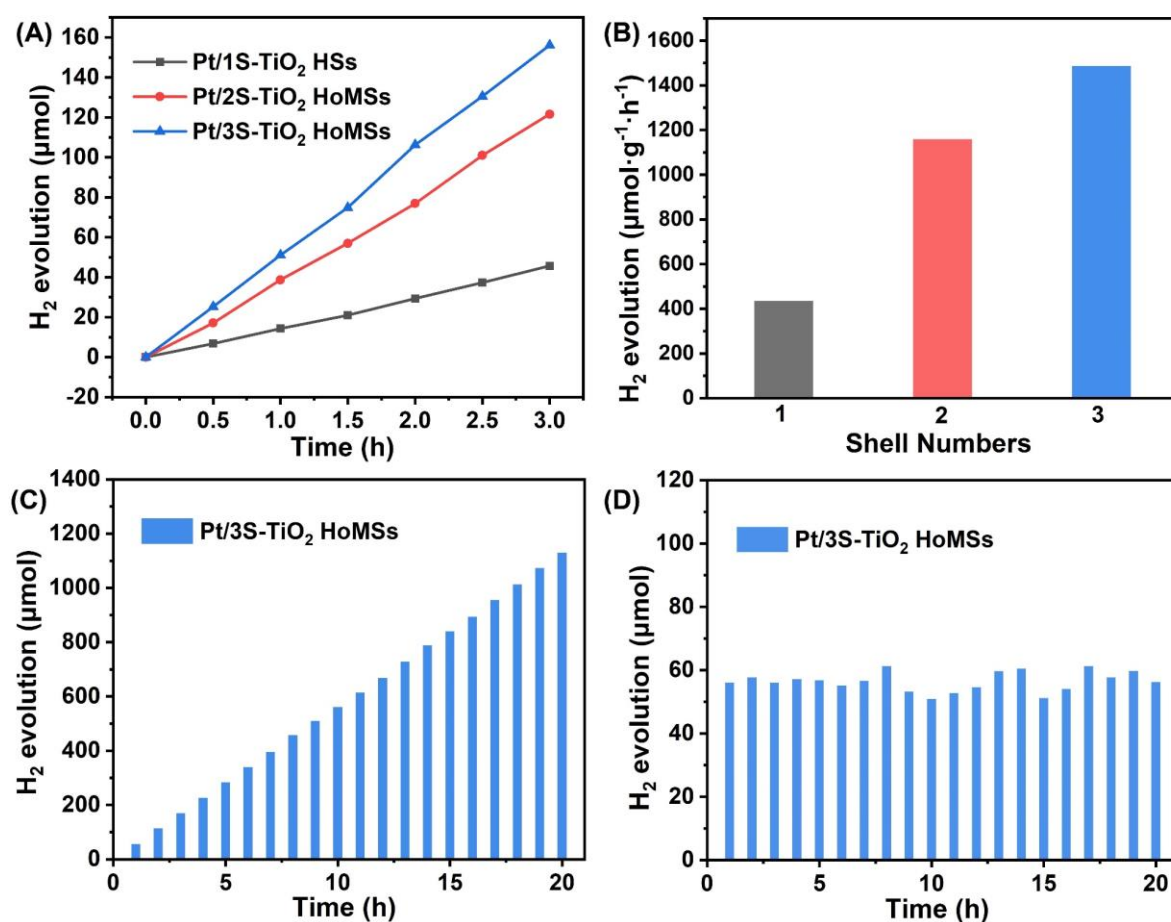 (A)
Pt/1S-TiO₂ HSs
Pt/2S-TiO₂ HoMSs
Pt/3S-TiO₂ HoMSs
H₂ evolution (μmol)
160
140
120
100
80
60
40
20
0
-20
0.0 0.5 1.0 1.5 2.0 2.5 3.0
Time (h)
(B)
H₂ evolution (μmol·g⁻¹·h⁻¹)
1600
1400
1200
1000
800
600
400
200
0
1 2 3
Shell Numbers
(C)
Pt/3S-TiO₂ HoMSs
H₂ evolution (μmol)
1400
1200
1000
800
600
400
200
0
0 5 10 15 20
Time (h)
(D)
Pt/3S-TiO₂ HoMSs
H₂ evolution (μmol)
120
100
80
60
40
20
0
0 5 10 15 20
Time (h)